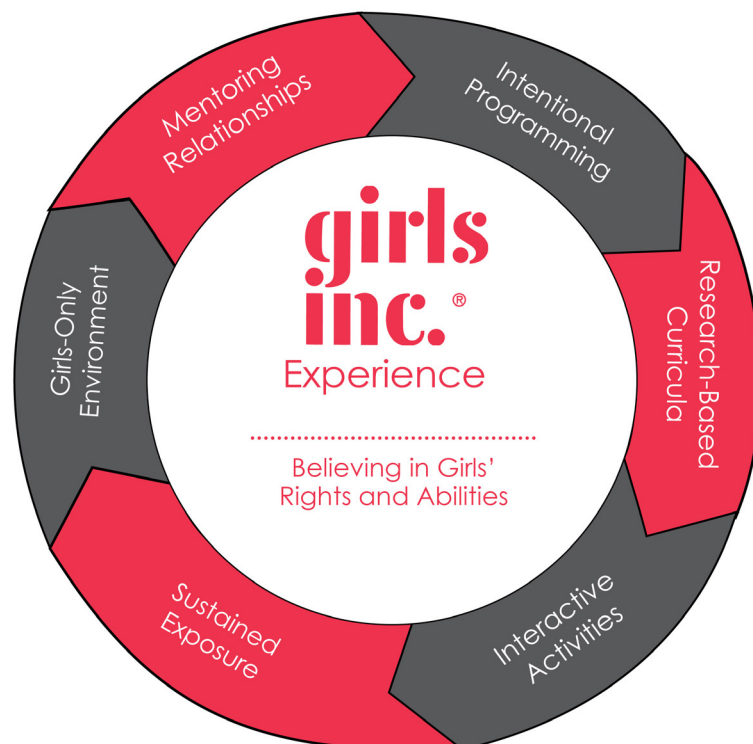 Mentoring
Relationships
Intentional
Programming
Research-Based
Curricula
Interactive
Activities
Sustained
Exposure
Girls-Only
Environment
girls
inc.®
Experience
Believing in Girls'
Rights and Abilities